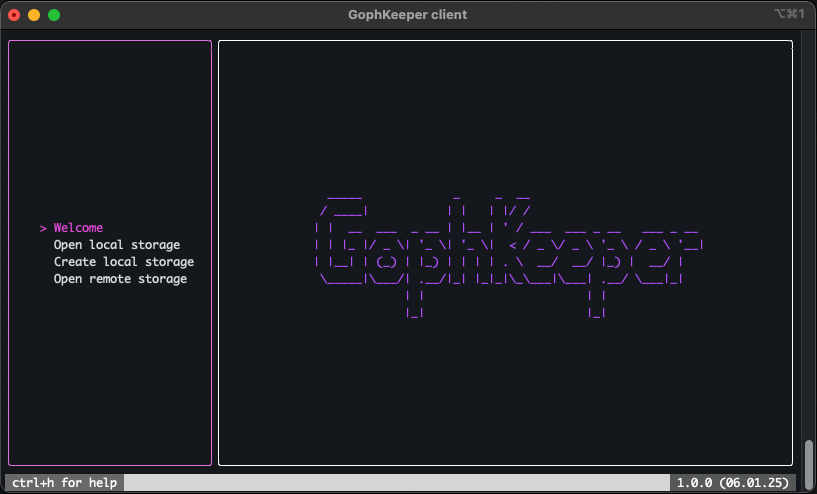 GophKeeper client
⌥⌘1
> Welcome
Open local storage
Create local storage
Open remote storage
GophKeeper
ctrl+h for help
1.0.0 (06.01.25)